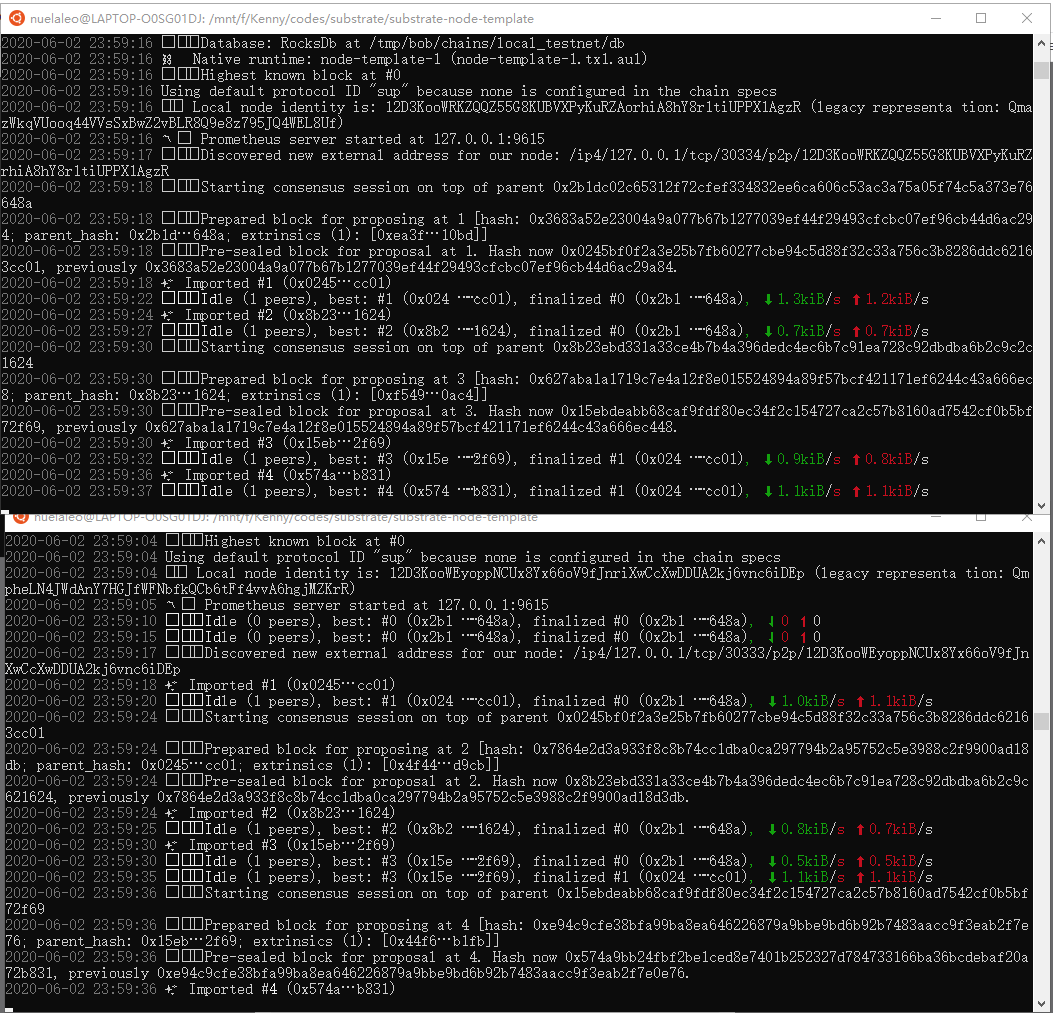 nuelaleo@LAPTOP-O0SG01DJ: /mnt/f/Kenny/codes/substrate/substrate-node-template
2020-06-02 23:59:16 Database: RocksDb at /tmp/bob/chains/local_testnet/db
2020-06-02 23:59:16 Native runtime: node-template-1 (node-template-1.tx1.au1)
2020-06-02 23:59:16 Highest known block at #0
2020-06-02 23:59:16 Using default protocol ID "sup" because none is configured in the chain specs
2020-06-02 23:59:16 Local node identity is: 12D3KooWRKZQQZ55G8KUBVXPyKuRZAorhiA8hY8r1tiUPPX1AgzR (legacy representa tion: Qma
zWkqVUooq44VVsSxBwZ2vBLR8Q9e8z795JQ4WEL8Uf)
2020-06-02 23:59:16 Prometheus server started at 127.0.0.1:9615
2020-06-02 23:59:17 Discovered new external address for our node: /ip4/127.0.0.1/tcp/30334/p2p/12D3KooWRKZQQZ55G8KUBVXPyKuRZ
rhiA8hY8r1tiUPPX1AgzR
2020-06-02 23:59:18 Starting consensus session on top of parent 0x2b1dc02c65312f72cfef334832ee6ca606c53ac3a75a05f74c5a373e76
648a
2020-06-02 23:59:18 Prepared block for proposing at 1 [hash: 0x3683a52e23004a9a077b67b1277039ef44f29493cfcbc07ef96cb44d6ac29
4; parent_hash: 0x2b1d…648a; extrinsics (1): [0xea3f…10bd]]
2020-06-02 23:59:18 Pre-sealed block for proposal at 1. Hash now 0x0245bf0f2a3e25b7fb60277cbe94c5d88f32c33a756c3b8286ddc6216
3cc01, previously 0x3683a52e23004a9a077b67b1277039ef44f29493cfcbc07ef96cb44d6ac29a84.
2020-06-02 23:59:18 Imported #1 (0x0245…cc01)
2020-06-02 23:59:22 Idle (1 peers), best: #1 (0x024 …cc01), finalized #0 (0x2b1 …648a), ⬇ 1.3kiB/s ⬆ 1.2kiB/s
2020-06-02 23:59:24 Imported #2 (0x8b23…1624)
2020-06-02 23:59:27 Idle (1 peers), best: #2 (0x8b2 …1624), finalized #0 (0x2b1 …648a), ⬇ 0.7kiB/s ⬆ 0.7kiB/s
2020-06-02 23:59:30 Starting consensus session on top of parent 0x8b23ebd331a33ce4b7b4a396dedc4ec6b7c91ea728c92dbdba6b2c9c2c
1624
2020-06-02 23:59:30 Prepared block for proposing at 3 [hash: 0x627aba1a1719c7e4a12f8e015524894a89f57bcf421171ef6244c43a666ec
8; parent_hash: 0x8b23…1624; extrinsics (1): [0xf549…0ac4]]
2020-06-02 23:59:30 Pre-sealed block for proposal at 3. Hash now 0x15ebdeabb68caf9fdf80ec34f2c154727ca2c57b8160ad7542cf0b5bf
72f69, previously 0x627aba1a1719c7e4a12f8e015524894a89f57bcf421171ef6244c43a666ec448.
2020-06-02 23:59:30 Imported #3 (0x15eb…2f69)
2020-06-02 23:59:32 Idle (1 peers), best: #3 (0x15e …2f69), finalized #1 (0x024 …cc01), ⬇ 0.9kiB/s ⬆ 0.8kiB/s
2020-06-02 23:59:36 Imported #4 (0x574a…b831)
2020-06-02 23:59:37 Idle (1 peers), best: #4 (0x574 …b831), finalized #1 (0x024 …cc01), ⬇ 1.1kiB/s ⬆ 1.1kiB/s
nuelaleo@LAPTOP-O0SG01DJ: /mnt/f/Kenny/codes/substrate/substrate-node-template
2020-06-02 23:59:04 Highest known block at #0
2020-06-02 23:59:04 Using default protocol ID "sup" because none is configured in the chain specs
2020-06-02 23:59:04 Local node identity is: 12D3KooWEyoppNCUx8Yx66oV9fJnriXwCcXwDDUA2kj6vnc6iDEp (legacy representa tion: Qm
pheLN4JWdAnY7HGJfWFNbfkQCb6tFf4vvA6hgjMZKrR)
2020-06-02 23:59:05 Prometheus server started at 127.0.0.1:9615
2020-06-02 23:59:10 Idle (0 peers), best: #0 (0x2b1 …648a), finalized #0 (0x2b1 …648a), ⬇ 0 ⬆ 0
2020-06-02 23:59:15 Idle (0 peers), best: #0 (0x2b1 …648a), finalized #0 (0x2b1 …648a), ⬇ 0 ⬆ 0
2020-06-02 23:59:17 Discovered new external address for our node: /ip4/127.0.0.1/tcp/30333/p2p/12D3KooWEyoppNCUx8Yx66oV9fJn
XwCcXwDDUA2kj6vnc6iDEp
2020-06-02 23:59:18 Imported #1 (0x0245…cc01)
2020-06-02 23:59:20 Idle (1 peers), best: #1 (0x024 …cc01), finalized #0 (0x2b1 …648a), ⬇ 1.0kiB/s ⬆ 1.1kiB/s
2020-06-02 23:59:24 Starting consensus session on top of parent 0x0245bf0f2a3e25b7fb60277cbe94c5d88f32c33a756c3b8286ddc6216
3cc01
2020-06-02 23:59:24 Prepared block for proposing at 2 [hash: 0x7864e2d3a933f8c8b74cc1dba0ca297794b2a95752c5e3988c2f9900ad18
db; parent_hash: 0x0245…cc01; extrinsics (1): [0x4f44…d9cb]]
2020-06-02 23:59:24 Pre-sealed block for proposal at 2. Hash now 0x8b23ebd331a33ce4b7b4a396dedc4ec6b7c91ea728c92dbdba6b2c9c
621624, previously 0x7864e2d3a933f8c8b74cc1dba0ca297794b2a95752c5e3988c2f9900ad18d3db.
2020-06-02 23:59:24 Imported #2 (0x8b23…1624)
2020-06-02 23:59:25 Idle (1 peers), best: #2 (0x8b2 …1624), finalized #0 (0x2b1 …648a), ⬇ 0.8kiB/s ⬆ 0.7kiB/s
2020-06-02 23:59:30 Imported #3 (0x15eb…2f69)
2020-06-02 23:59:30 Idle (1 peers), best: #3 (0x15e …2f69), finalized #0 (0x2b1 …648a), ⬇ 0.5kiB/s ⬆ 0.5kiB/s
2020-06-02 23:59:35 Idle (1 peers), best: #3 (0x15e …2f69), finalized #1 (0x024 …cc01), ⬇ 1.1kiB/s ⬆ 1.1kiB/s
2020-06-02 23:59:36 Starting consensus session on top of parent 0x15ebdeabb68caf9fdf80ec34f2c154727ca2c57b8160ad7542cf0b5bf
72f69
2020-06-02 23:59:36 Prepared block for proposing at 4 [hash: 0xe94c9cfe38bfa99ba8ea646226879a9bbe9bd6b92b7483aacc9f3eab2f7e
76; parent_hash: 0x15eb…2f69; extrinsics (1): [0x44f6…b1fb]]
2020-06-02 23:59:36 Pre-sealed block for proposal at 4. Hash now 0x574a9bb24fbf2be1ced8e7401b252327d784733166ba36bcdebaf20a
72b831, previously 0xe94c9cfe38bfa99ba8ea646226879a9bbe9bd6b92b7483aacc9f3eab2f7e0e76.
2020-06-02 23:59:36 Imported #4 (0x574a…b831)